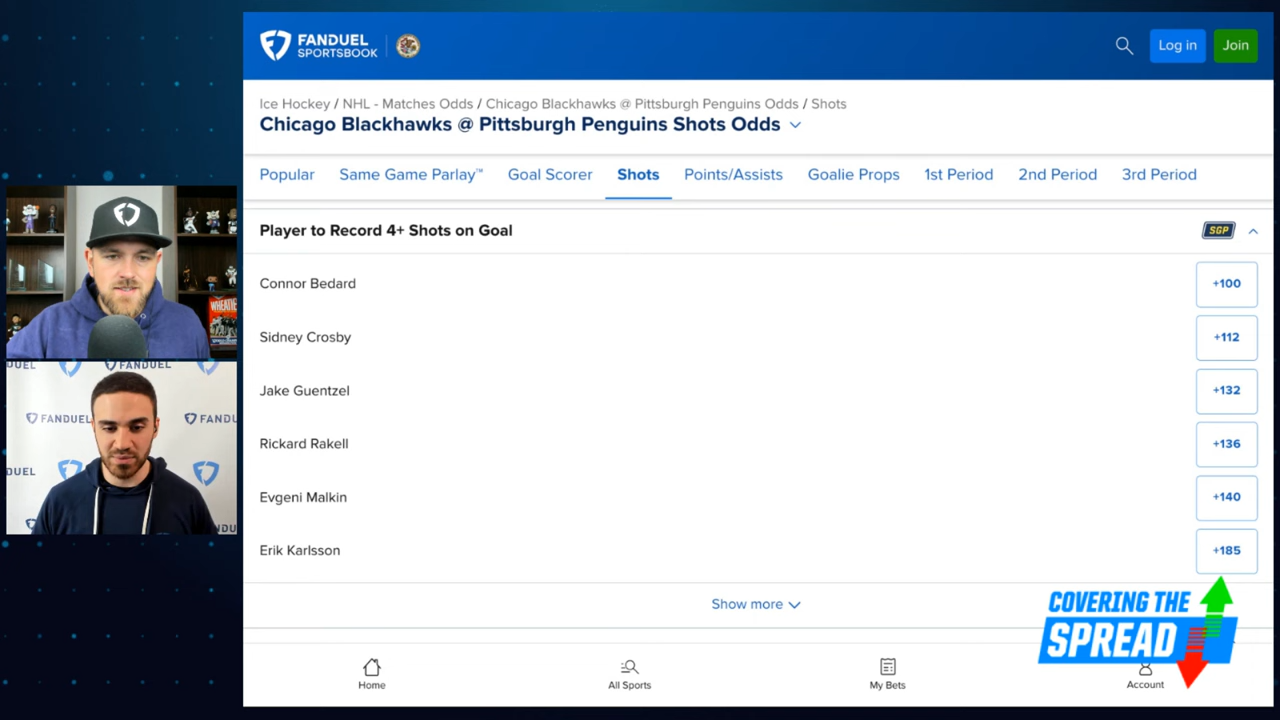 FANDUEL
SPORTSBOOK
Log in
Join
Ice Hockey / NHL - Matches Odds / Chicago Blackhawks @ Pittsburgh Penguins Odds / Shots
Chicago Blackhawks @ Pittsburgh Penguins Shots Odds
Popular Same Game Parlay™ Goal Scorer Shots Points/Assists Goalie Props 1st Period 2nd Period 3rd Period
Player to Record 4+ Shots on Goal SGP
Connor Bedard +100
Sidney Crosby +112
Jake Guentzel +132
Rickard Rakell +136
Evgeni Malkin +140
Erik Karlsson +185
Show more
COVERING THE
SPREAD
Home All Sports My Bets Account
WHEATIES
DUEL FANDUEL
FANDUEL FANDU
DUEL